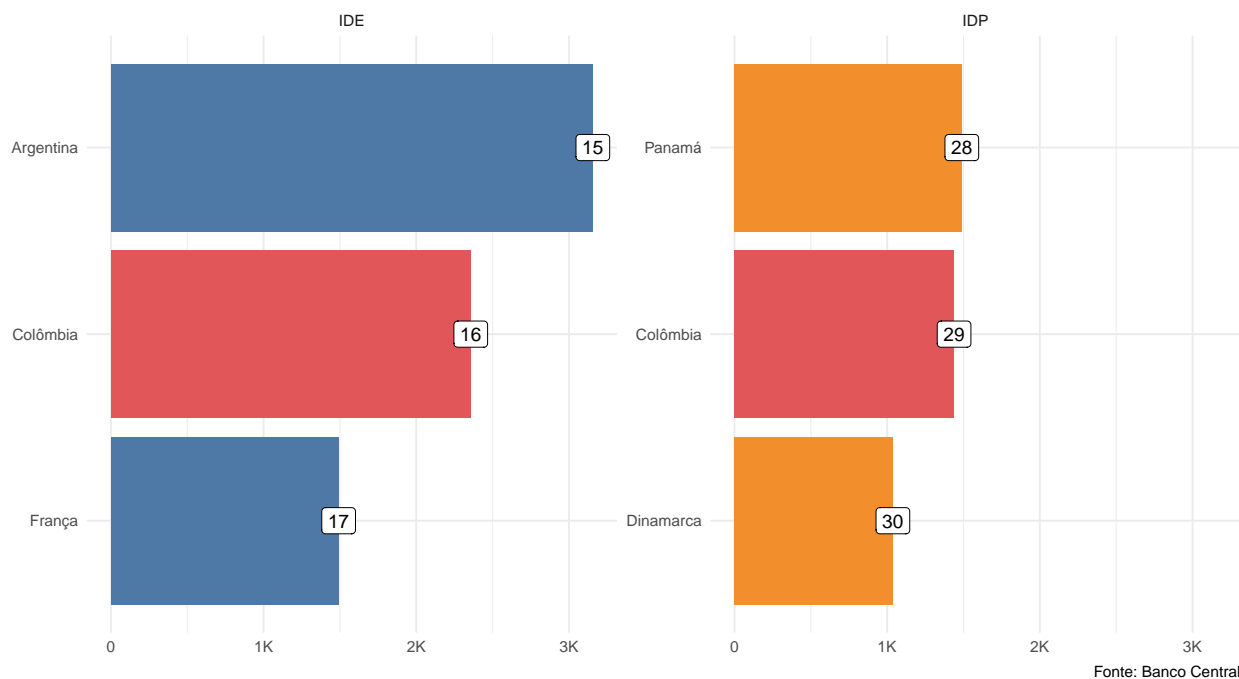 IDE
IDP
Argentina
15
Panamá
28
Colômbia
16
Colômbia
29
França
17
Dinamarca
30
0 1K 2K 3K
0 1K 2K 3K
Fonte: Banco Central